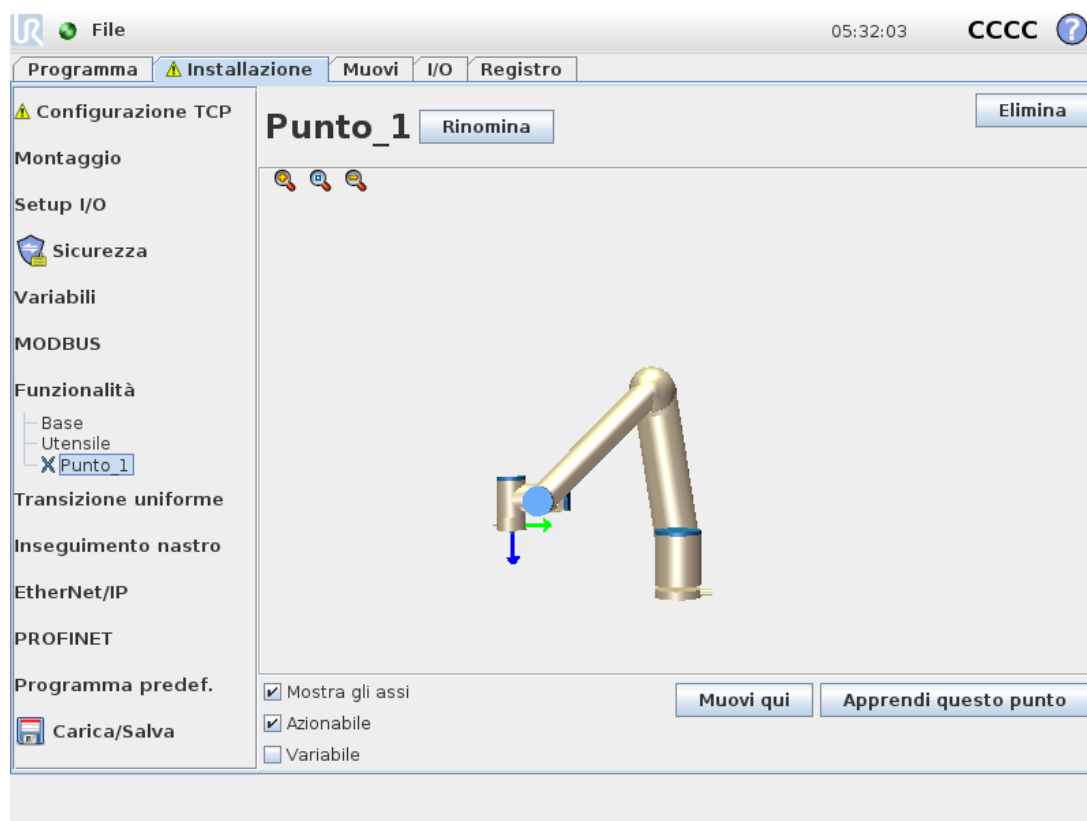 UR File 05:32:03 CCCC ?
Programma Installazione Muovi I/O Registro
Configurazione TCP
Montaggio
Setup I/O
Sicurezza
Variabili
MODBUS
Funzionalità
Base
Utensile
Punto_1
Transizione uniforme
Inseguimento nastro
EtherNet/IP
PROFINET
Programma predef.
Carica/Salva
Punto_1 Rinomina Elimina
Mostra gli assi
Azionabile
Variabile
Muovi qui Apprendi questo punto